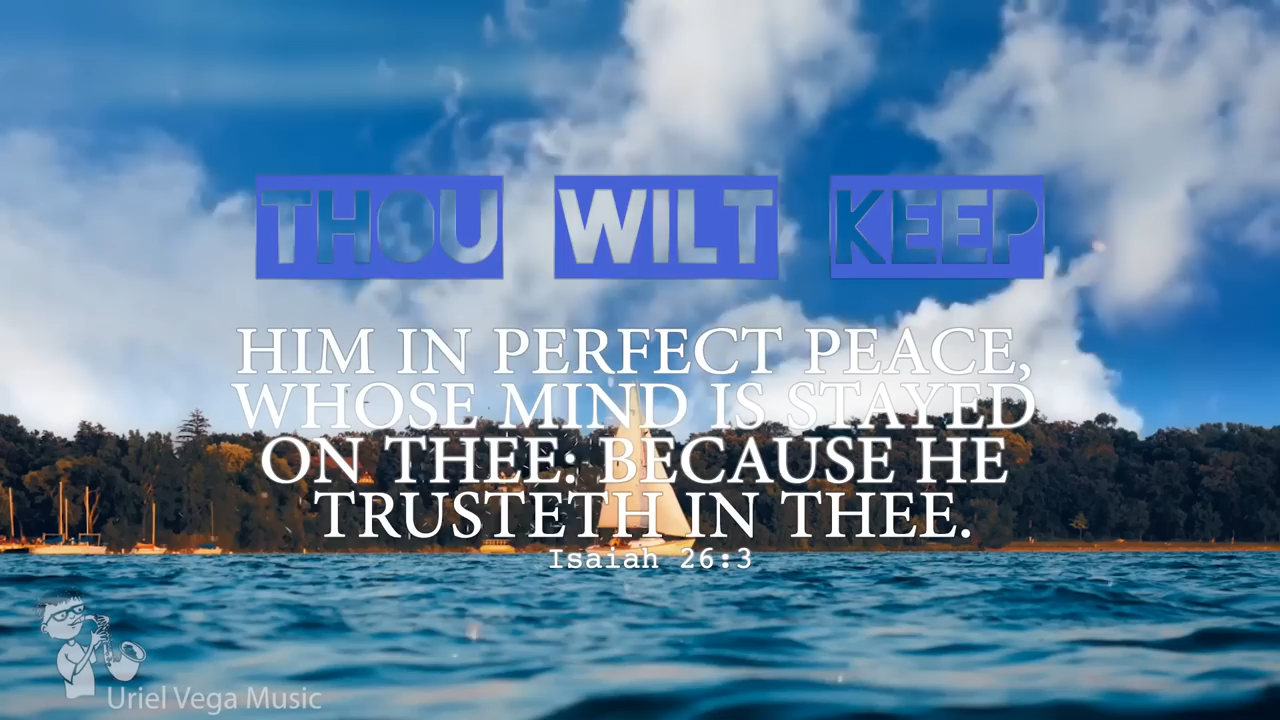 THOU WILT KEEP
HIM IN PERFECT PEACE,
WHOSE MIND IS STAYED
ON THEE: BECAUSE HE
TRUSTETH IN THEE.
Isaiah 26:3
Uriel Vega Music